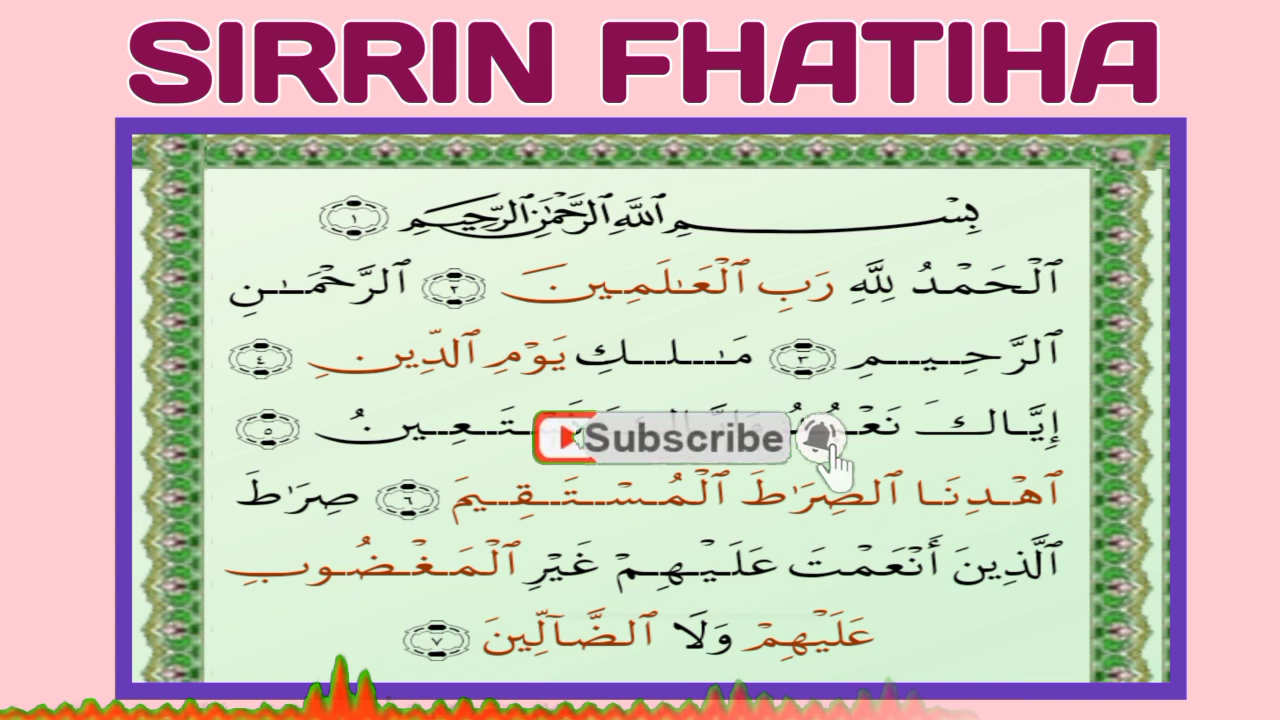 SIRRIN FHATIHA
بِسْمِ ٱللَّهِ ٱلرَّحْمَٰنِ ٱلرَّحِيمِ ١
ٱلْحَمْدُ لِلَّهِ رَبِّ ٱلْعَـٰلَمِينَ ٢ ٱلرَّحْمَـٰنِ
ٱلرَّحِيمِ ٣ مَـٰلِكِ يَوْمِ ٱلدِّينِ ٤
إِيَّاكَ نَعْبُدُ نَسْتَعِينُ ٥
Subscribe
ٱهْدِنَا ٱلصِّرَٰطَ ٱلْمُسْتَقِيمَ ٦ صِرَٰطَ
ٱلَّذِينَ أَنْعَمْتَ عَلَيْهِمْ غَيْرِ ٱلْمَغْضُوبِ
عَلَيْهِمْ وَلَا ٱلضَّآلِّينَ ٧